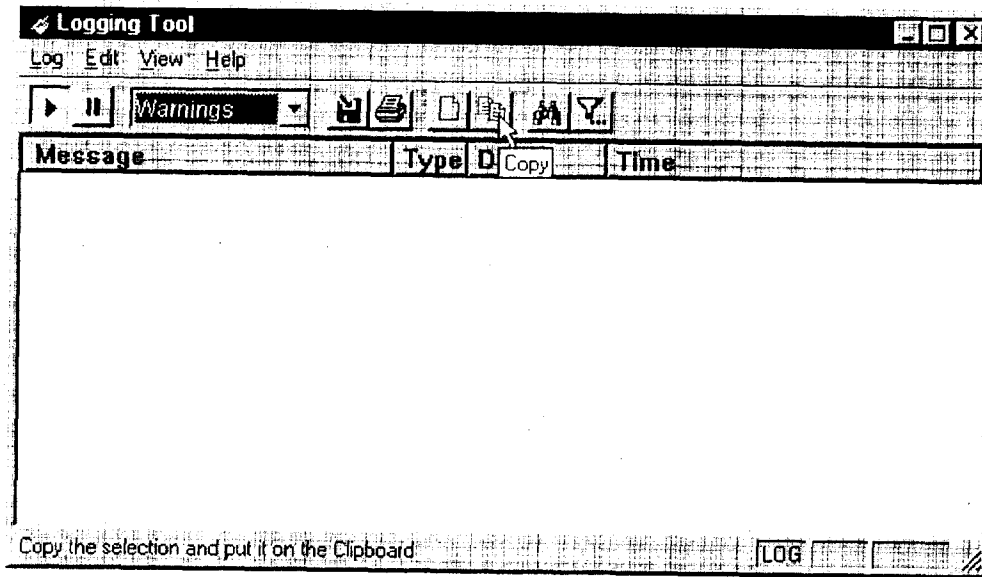 Logging Tool
Log Edit View Help
Warnings
Message Type D Time
Copy
Copy the selection and put it on the Clipboard
LOG